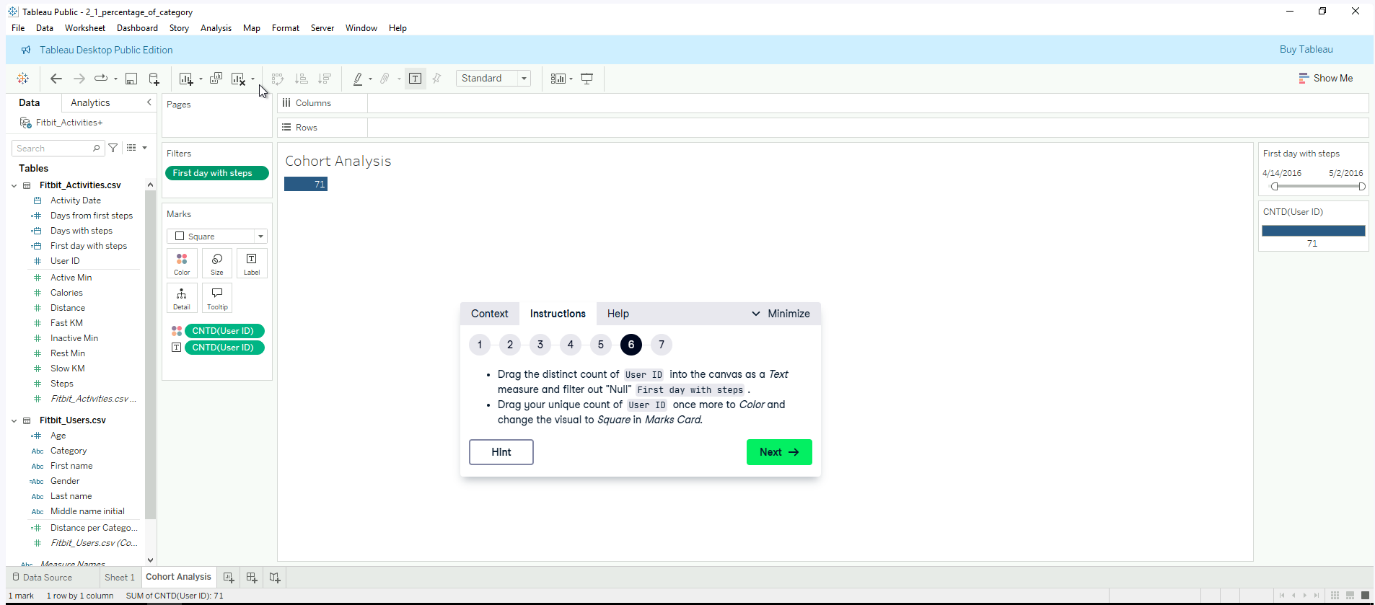 Tableau Public - 2_1_percentage_of_category
File Data Worksheet Dashboard Story Analysis Map Format Server Window Help
Tableau Desktop Public Edition Buy Tableau
Standard Show Me
Data Analytics
Fitbit_Activities+
Search
Tables
Fitbit_Activities.csv
Activity Date
Days from first steps
Days with steps
First day with steps
User ID
Active Min
Calories
Distance
Fast KM
Inactive Min
Rest Min
Slow KM
Steps
Fitbit_Activities.csv ...
Fitbit_Users.csv
Age
Abc Category
Abc First name
Abc Gender
Abc Last name
Abc Middle name initial
Distance per Catego...
Fitbit_Users.csv (Co...
Abc Measure Names
Pages
Filters
First day with steps
Marks
Square
Color Size Label
Detail Tooltip
CNTD(User ID)
CNTD(User ID)
Columns
Rows
Cohort Analysis
71
Context Instructions Help Minimize
1 2 3 4 5 6 7
• Drag the distinct count of User ID into the canvas as a Text
measure and filter out "Null" First day with steps .
• Drag your unique count of User ID once more to Color and
change the visual to Square in Marks Card.
Hint Next
First day with steps
4/14/2016 5/2/2016
CNTD(User ID)
71
Data Source Sheet 1 Cohort Analysis
1 mark 1 row by 1 column SUM of CNTD(User ID): 71